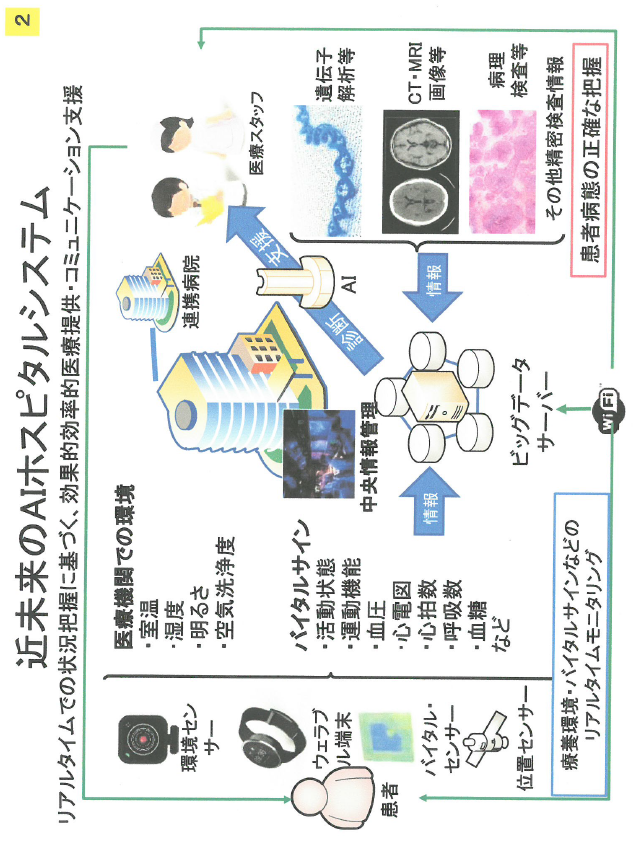 2
近未来のAIホスピタルシステム
リアルタイムでの状況把握に基づく、効果的効率的医療提供・コミュニケーション支援
環境セン
サー
ウェラブ
ル端末
バイタル・
センサー
位置センサー
患者
医療機関での環境
・室温
・湿度
・明るさ
・空気洗浄度
バイタルサイン
・活動状態
・運動機能
・血圧
・心電図
・心拍数
・呼吸数
・血糖
など
療養環境・バイタルサインなどの
リアルタイムモニタリング
連携病院
中央情報管理
情報
ビッグデータ
サーバー
Wi Fi
診断
支援
AI
情報
医療スタッフ
遺伝子
解析等
CT・MRI
画像等
病理
検査等
その他精密検査情報
患者病態の正確な把握